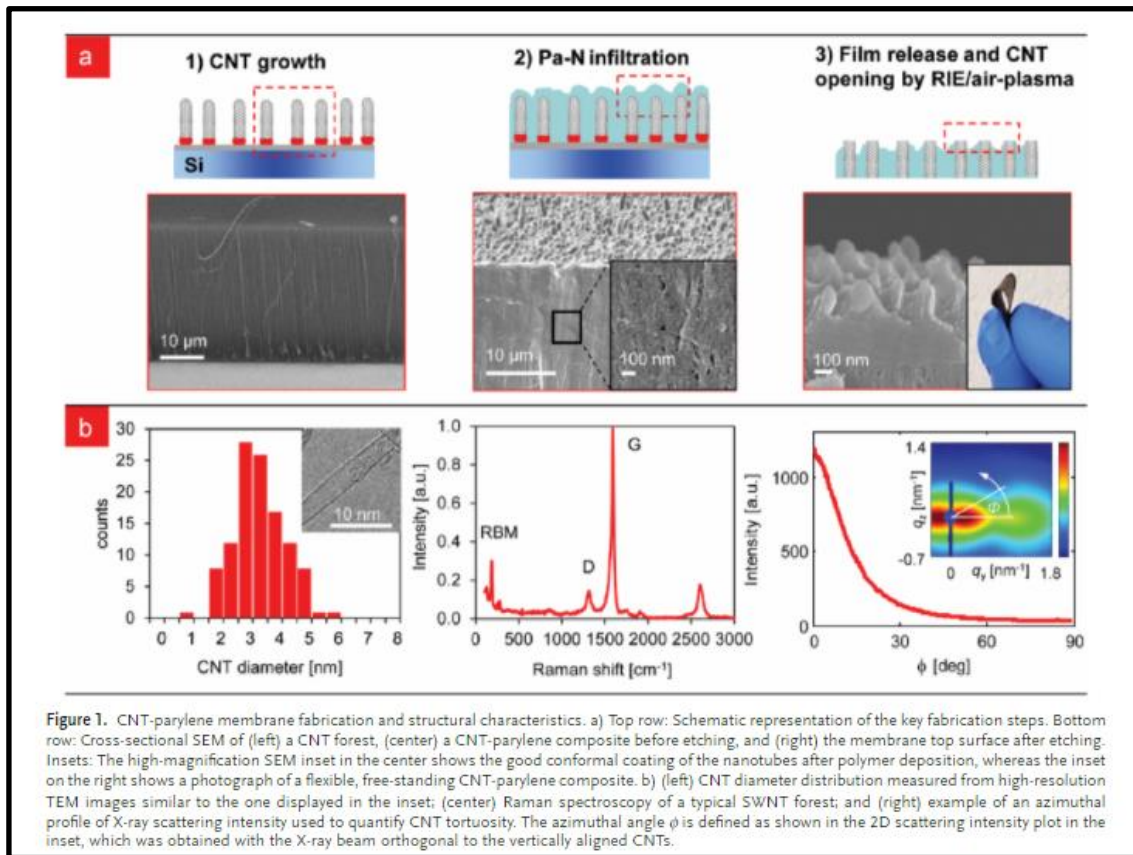 a
1) CNT growth
2) Pa-N infiltration
3) Film release and CNT
opening by RIE/air-plasma
Si
10 µm
10 µm
100 nm
100 nm
b
30
25
20
15
10
5
0
counts
0 1 2 3 4 5 6 7 8
CNT diameter [nm]
10 nm
1.0
0.8
0.6
0.4
0.2
0.0
Intensity [a.u.]
RBM
D
G
0 500 1000 1500 2000 2500 3000
Raman shift [cm⁻¹]
1000
500
0
Intensity [a.u.]
0 30 60 90
ϕ [deg]
1.4
qz [nm⁻¹]
-0.7
0 qy [nm⁻¹] 1.8
Φ
Figure 1. CNT-parylene membrane fabrication and structural characteristics. a) Top row: Schematic representation of the key fabrication steps. Bottom
row: Cross-sectional SEM of (left) a CNT forest, (center) a CNT-parylene composite before etching, and (right) the membrane top surface after etching.
Insets: The high-magnification SEM inset in the center shows the good conformal coating of the nanotubes after polymer deposition, whereas the inset
on the right shows a photograph of a flexible, free-standing CNT-parylene composite. b) (left) CNT diameter distribution measured from high-resolution
TEM images similar to the one displayed in the inset; (center) Raman spectroscopy of a typical SWNT forest; and (right) example of an azimuthal
profile of X-ray scattering intensity used to quantify CNT tortuosity. The azimuthal angle ϕ is defined as shown in the 2D scattering intensity plot in the
inset, which was obtained with the X-ray beam orthogonal to the vertically aligned CNTs.